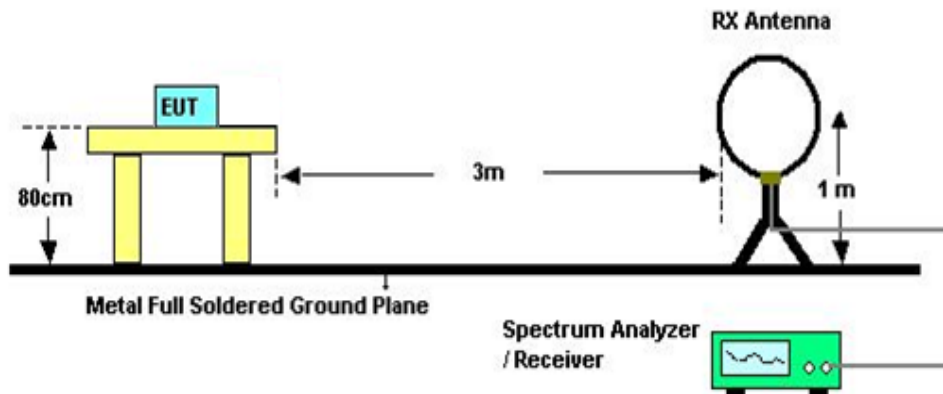 RX Antenna
EUT
80cm
3m
1 m
Metal Full Soldered Ground Plane
Spectrum Analyzer
/ Receiver